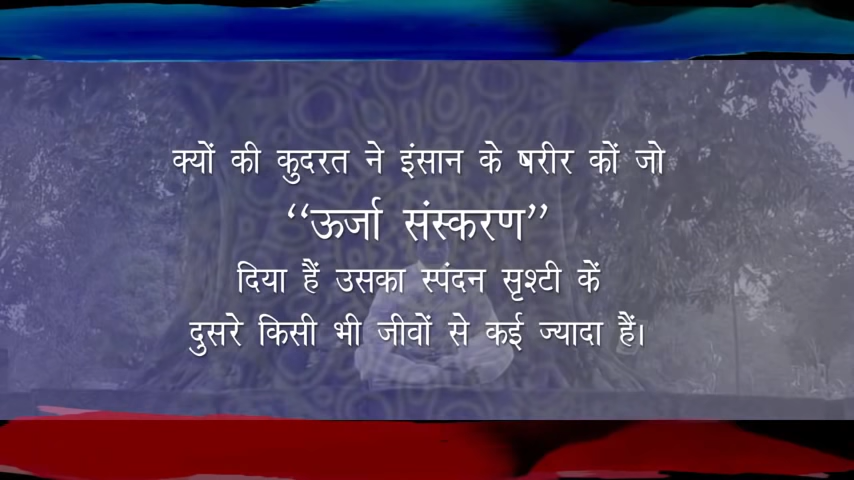 क्यों की कुदरत ने इंसान के षरीर कों जो
“ऊर्जा संस्करण”
दिया हैं उसका स्पंदन सृश्टी कें
दुसरे किसी भी जीवों से कई ज्यादा हैं।